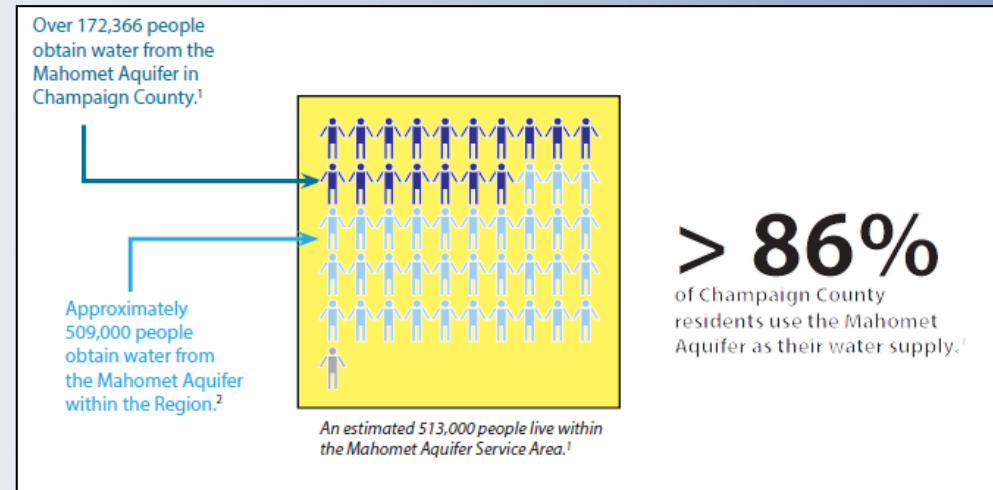 Over 172,366 people
obtain water from the
Mahomet Aquifer in
Champaign County.¹
Approximately
509,000 people
obtain water from
the Mahomet Aquifer
within the Region.²
An estimated 513,000 people live within
the Mahomet Aquifer Service Area.¹
> 86%
of Champaign County
residents use the Mahomet
Aquifer as their water supply.